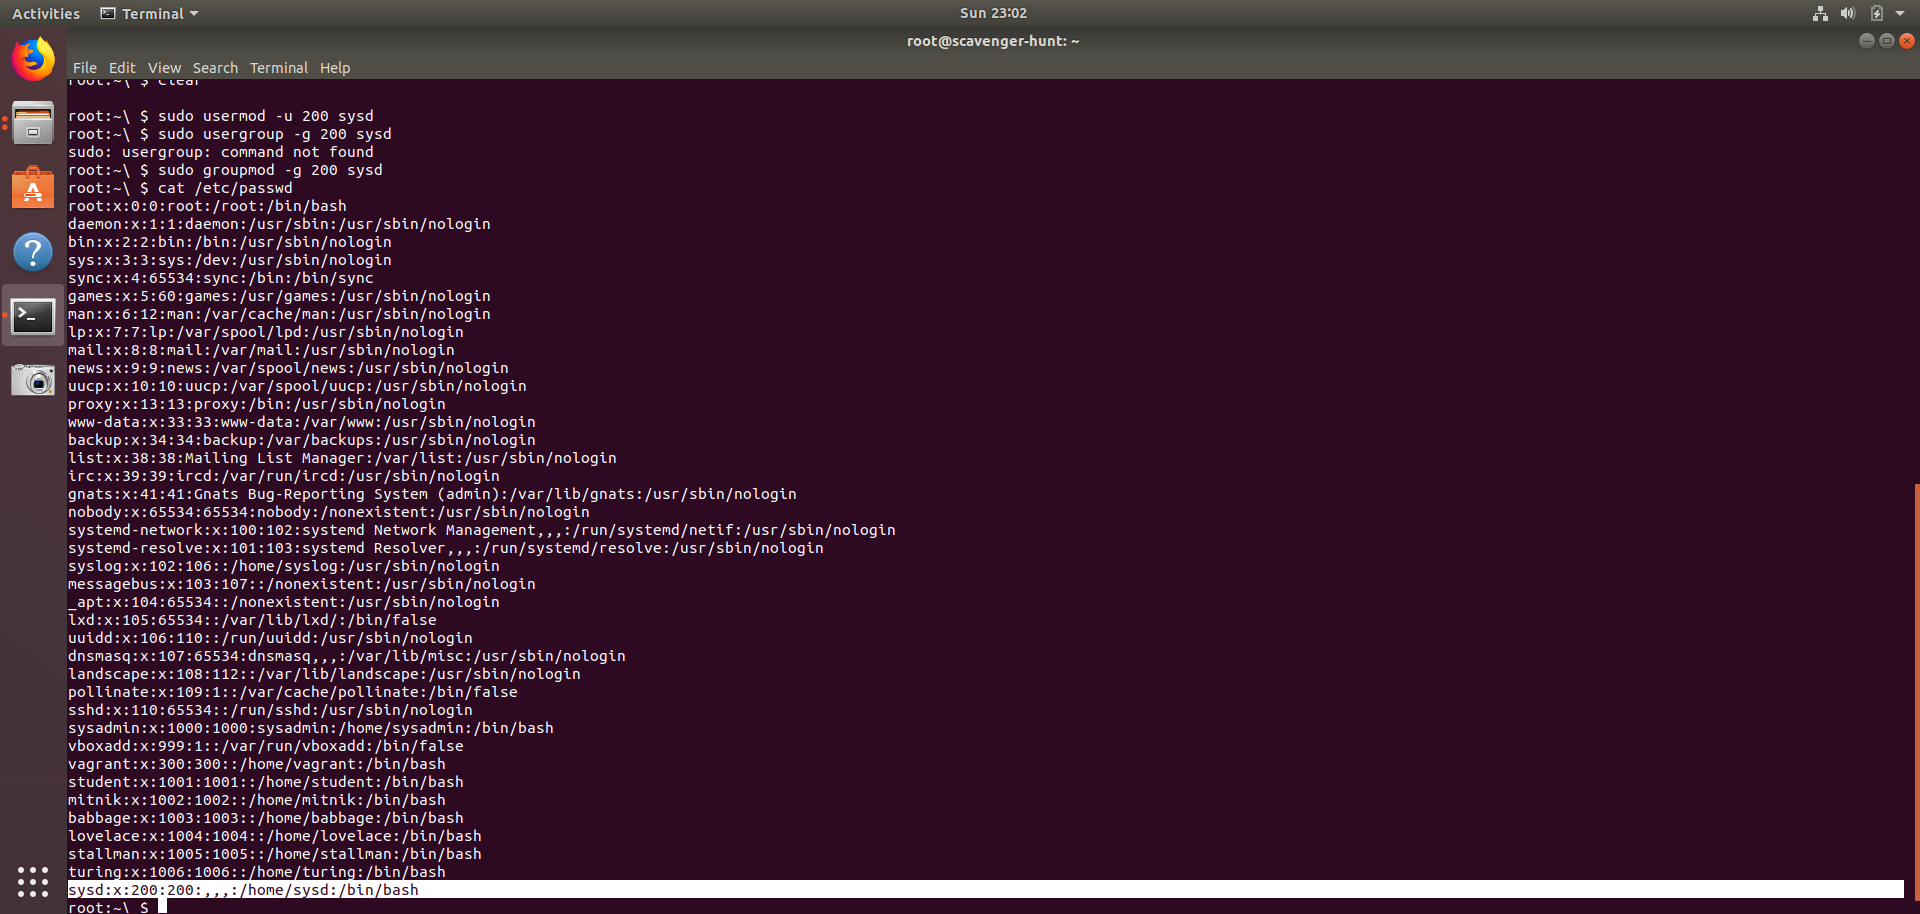 Activities Terminal Sun 23:02
root@scavenger-hunt: ~
File Edit View Search Terminal Help
root:~\ $ clear
root:~\ $ sudo usermod -u 200 sysd
root:~\ $ sudo usergroup -g 200 sysd
sudo: usergroup: command not found
root:~\ $ sudo groupmod -g 200 sysd
root:~\ $ cat /etc/passwd
root:x:0:0:root:/root:/bin/bash
daemon:x:1:1:daemon:/usr/sbin:/usr/sbin/nologin
bin:x:2:2:bin:/bin:/usr/sbin/nologin
sys:x:3:3:sys:/dev:/usr/sbin/nologin
sync:x:4:65534:sync:/bin:/bin/sync
games:x:5:60:games:/usr/games:/usr/sbin/nologin
man:x:6:12:man:/var/cache/man:/usr/sbin/nologin
lp:x:7:7:lp:/var/spool/lpd:/usr/sbin/nologin
mail:x:8:8:mail:/var/mail:/usr/sbin/nologin
news:x:9:9:news:/var/spool/news:/usr/sbin/nologin
uucp:x:10:10:uucp:/var/spool/uucp:/usr/sbin/nologin
proxy:x:13:13:proxy:/bin:/usr/sbin/nologin
www-data:x:33:33:www-data:/var/www:/usr/sbin/nologin
backup:x:34:34:backup:/var/backups:/usr/sbin/nologin
list:x:38:38:Mailing List Manager:/var/list:/usr/sbin/nologin
irc:x:39:39:ircd:/var/run/ircd:/usr/sbin/nologin
gnats:x:41:41:Gnats Bug-Reporting System (admin):/var/lib/gnats:/usr/sbin/nologin
nobody:x:65534:65534:nobody:/nonexistent:/usr/sbin/nologin
systemd-network:x:100:102:systemd Network Management,,,:/run/systemd/netif:/usr/sbin/nologin
systemd-resolve:x:101:103:systemd Resolver,,,:/run/systemd/resolve:/usr/sbin/nologin
syslog:x:102:106::/home/syslog:/usr/sbin/nologin
messagebus:x:103:107::/nonexistent:/usr/sbin/nologin
_apt:x:104:65534::/nonexistent:/usr/sbin/nologin
lxd:x:105:65534::/var/lib/lxd/:/bin/false
uuidd:x:106:110::/run/uuidd:/usr/sbin/nologin
dnsmasq:x:107:65534:dnsmasq,,,:/var/lib/misc:/usr/sbin/nologin
landscape:x:108:112::/var/lib/landscape:/usr/sbin/nologin
pollinate:x:109:1::/var/cache/pollinate:/bin/false
sshd:x:110:65534::/run/sshd:/usr/sbin/nologin
sysadmin:x:1000:1000:sysadmin:/home/sysadmin:/bin/bash
vboxadd:x:999:1::/var/run/vboxadd:/bin/false
vagrant:x:300:300::/home/vagrant:/bin/bash
student:x:1001:1001::/home/student:/bin/bash
mitnik:x:1002:1002::/home/mitnik:/bin/bash
babbage:x:1003:1003::/home/babbage:/bin/bash
lovelace:x:1004:1004::/home/lovelace:/bin/bash
stallman:x:1005:1005::/home/stallman:/bin/bash
turing:x:1006:1006::/home/turing:/bin/bash
sysd:x:200:200:,,,:/home/sysd:/bin/bash
root:~\ $